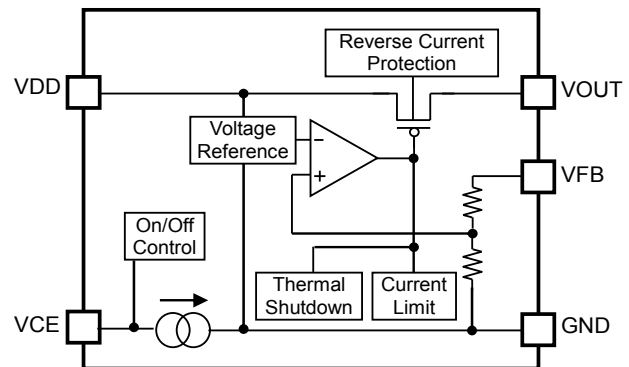 Reverse Current
Protection
VDD
VOUT
Voltage
Reference
−
+
VFB
On/Off
Control
Thermal
Shutdown
Current
Limit
VCE
GND